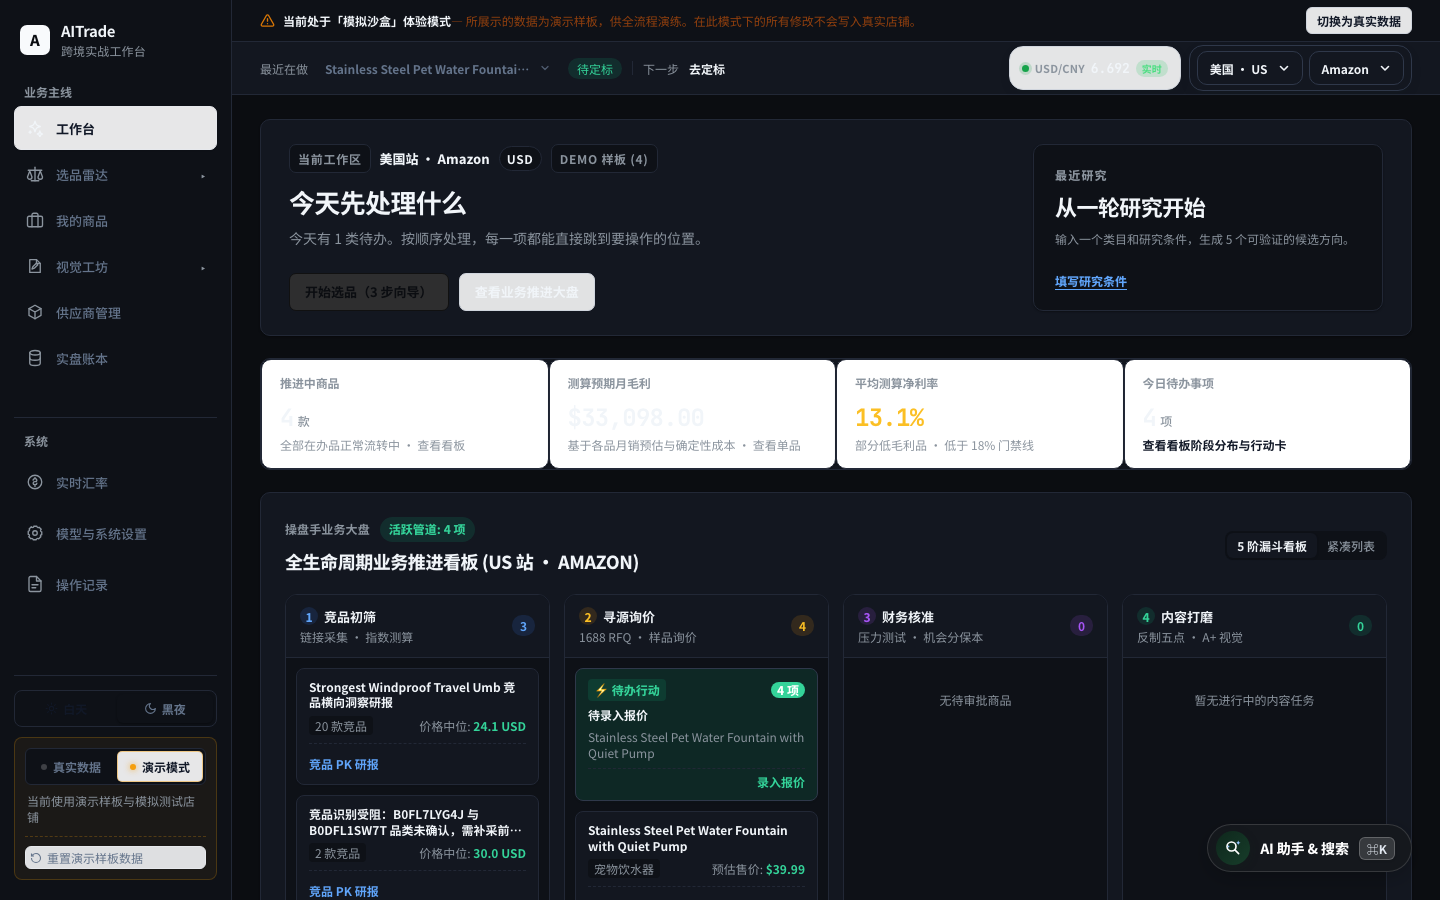 A
AITrade
跨境实战工作台
业务主线
工作台
选品雷达
我的商品
视觉工坊
供应商管理
实盘账本
系统
实时汇率
模型与系统设置
操作记录
白天
黑夜
真实数据
演示模式
当前使用演示样板与模拟测试店
铺
重置演示样板数据
当前处于「模拟沙盒」体验模式 — 所展示的数据为演示样板，供全流程演练。在此模式下的所有修改不会写入真实店铺。
切换为真实数据
最近在做 Stainless Steel Pet Water Fountai… 待定标 下一步 去定标
USD/CNY 6.692 实时
美国 · US
Amazon
当前工作区 美国站 · Amazon USD DEMO 样板 (4)
今天先处理什么
今天有 1 类待办。按顺序处理，每一项都能直接跳到要操作的位置。
开始选品（3 步向导）
查看业务推进大盘
最近研究
从一轮研究开始
输入一个类目和研究条件，生成 5 个可验证的候选方向。
填写研究条件
推进中商品
4 款
全部在办品正常流转中 · 查看看板
测算预期月毛利
$33,098.00
基于各品月销预估与确定性成本 · 查看单品
平均测算净利率
13.1%
部分低毛利品 · 低于 18% 门禁线
今日待办事项
4 项
查看看板阶段分布与行动卡
操盘手业务大盘 活跃管道: 4 项
全生命周期业务推进看板 (US 站 · AMAZON)
5 阶漏斗看板
紧凑列表
1 竞品初筛
链接采集 · 指数测算
3
Strongest Windproof Travel Umb 竞
品横向洞察研报
20 款竞品 价格中位: 24.1 USD
竞品 PK 研报
竞品识别受阻：B0FL7LYG4J 与
B0DFL1SW7T 品类未确认，需补采前…
2 款竞品 价格中位: 30.0 USD
竞品 PK 研报
2 寻源询价
1688 RFQ · 样品询价
4
⚡ 待办行动 4 项
待录入报价
Stainless Steel Pet Water Fountain with
Quiet Pump
录入报价
Stainless Steel Pet Water Fountain
with Quiet Pump
宠物饮水器 预估售价: $39.99
3 财务核准
压力测试 · 机会分保本
0
无待审批商品
4 内容打磨
反制五点 · A+ 视觉
0
暂无进行中的内容任务
AI 助手 & 搜索 ⌘K